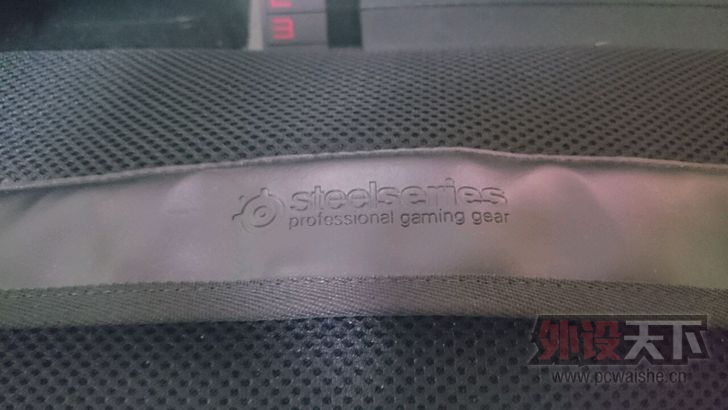 steelseries
professional gaming gear
外设天下
www.pcwaishe.cn